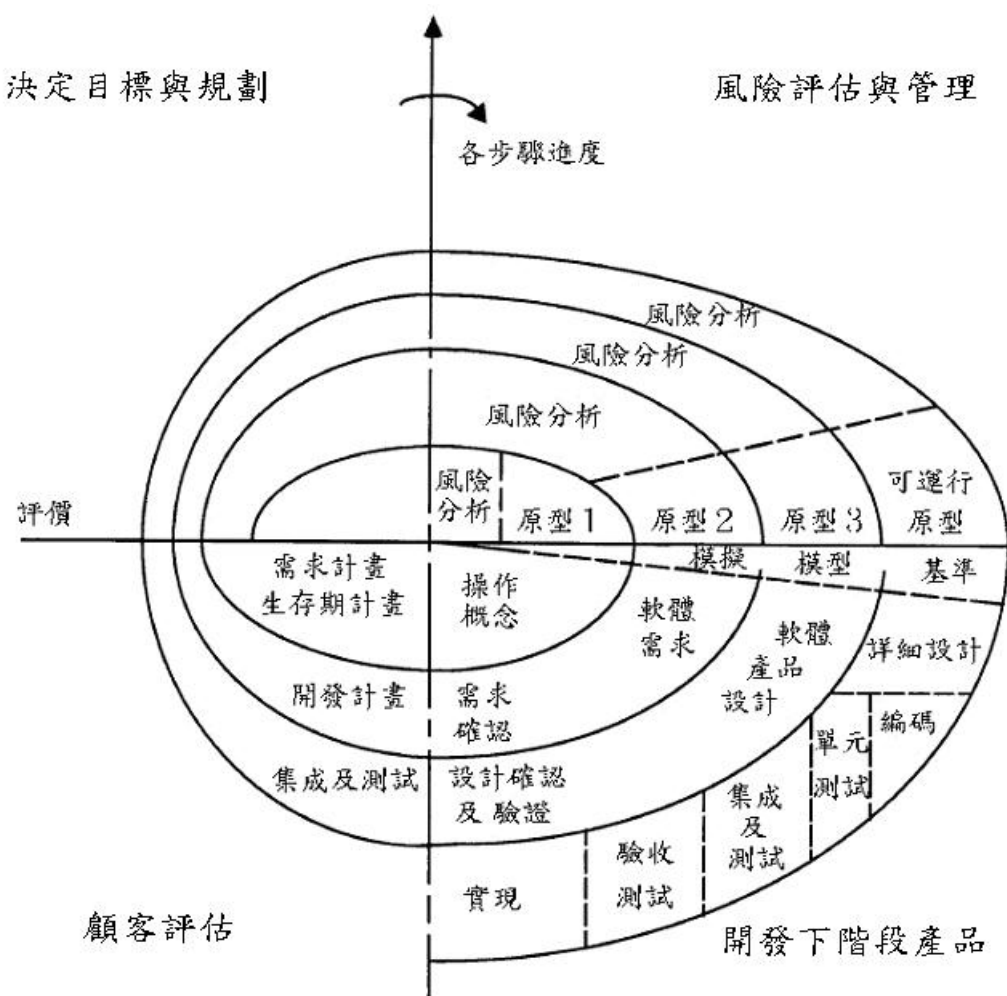 決定目標與規劃
風險評估與管理
各步驟進度
風險分析
風險分析
風險分析
風險
分析
原型1
原型2
原型3
可運行
原型
評價
需求計畫
生存期計畫
操作
概念
模擬
模型
基準
軟體
需求
軟體
產品
設計
詳細設計
開發計畫
需求
確認
單元
測試
编碼
集成及測試
設計確認
及 驗證
集成
及
測試
驗收
測試
實現
顧客評估
開發下階段產品